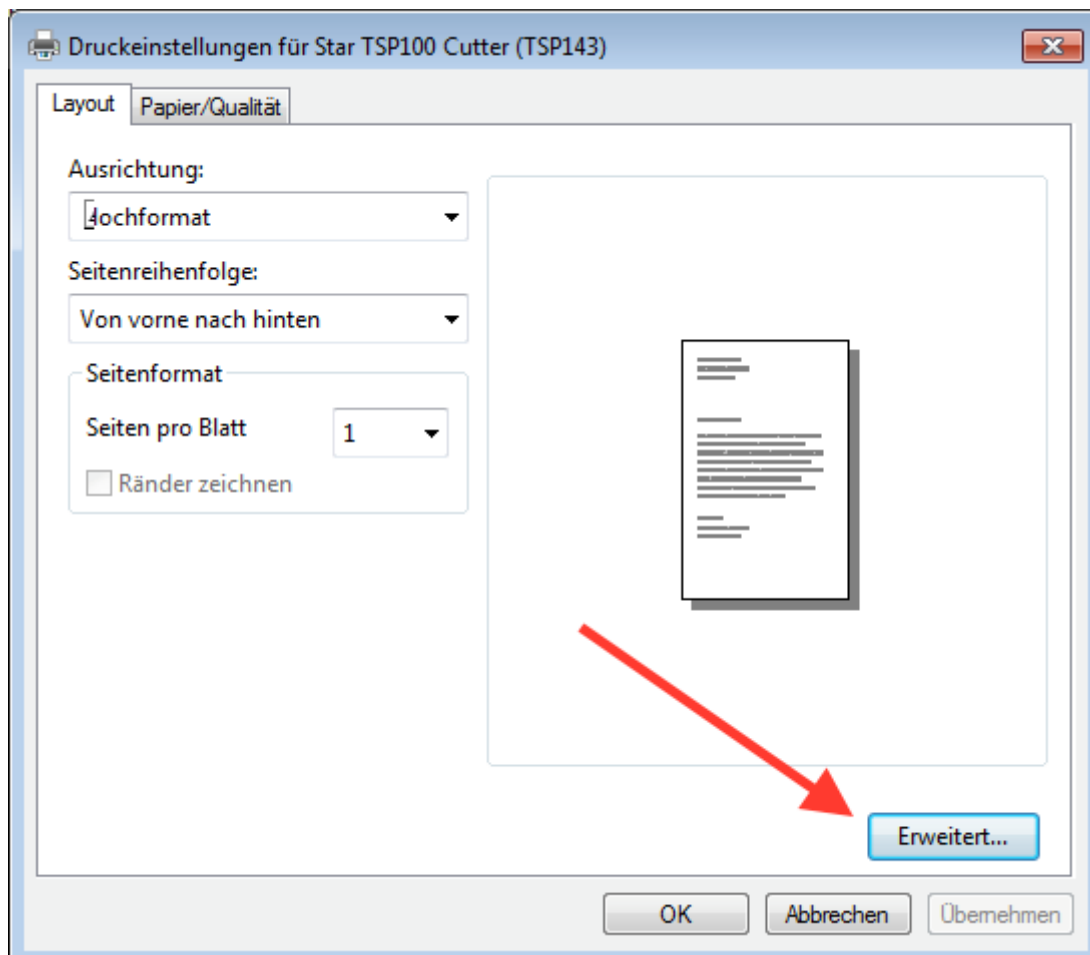 Druckeinstellungen für Star TSP100 Cutter (TSP143)
Layout
Papier/Qualität
Ausrichtung:
Hochformat
Seitenreihenfolge:
Von vorne nach hinten
Seitenformat
Seiten pro Blatt
1
Ränder zeichnen
Erweitert...
OK
Abbrechen
Übernehmen